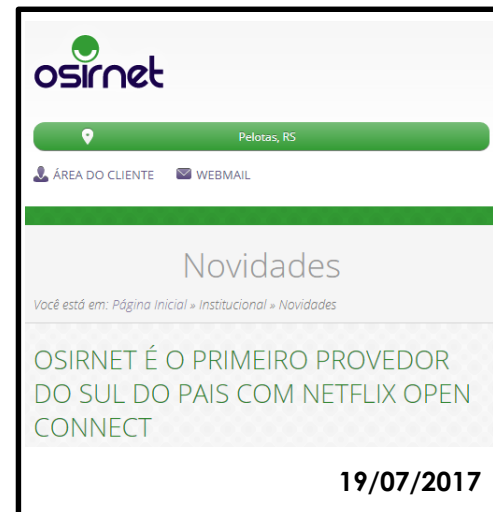 osirnet
Pelotas, RS
ÁREA DO CLIENTE WEBMAIL
Novidades
Você está em: Página Inicial » Institucional » Novidades
OSIRNET É O PRIMEIRO PROVEDOR
DO SUL DO PAIS COM NETFLIX OPEN
CONNECT
19/07/2017